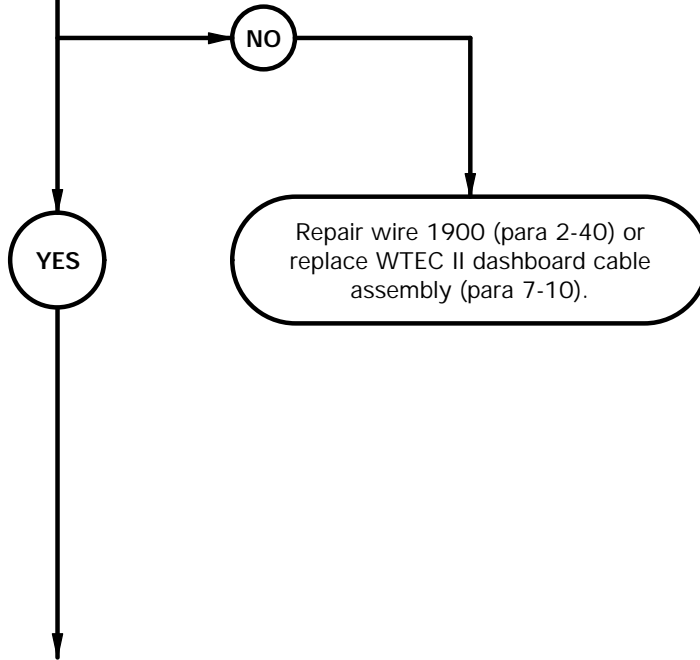 NO
YES
Repair wire 1900 (para 2-40) or
replace WTEC II dashboard cable
assembly (para 7-10).